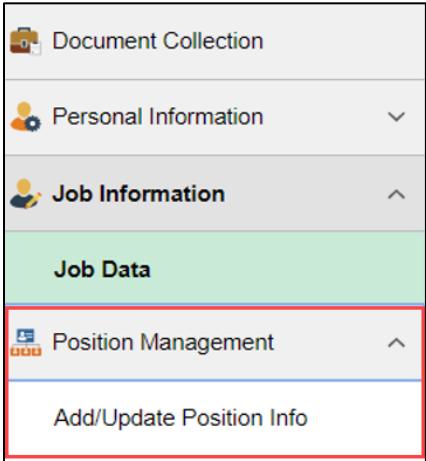 Document Collection
Personal Information
Job Information
Job Data
Position Management
Add/Update Position Info